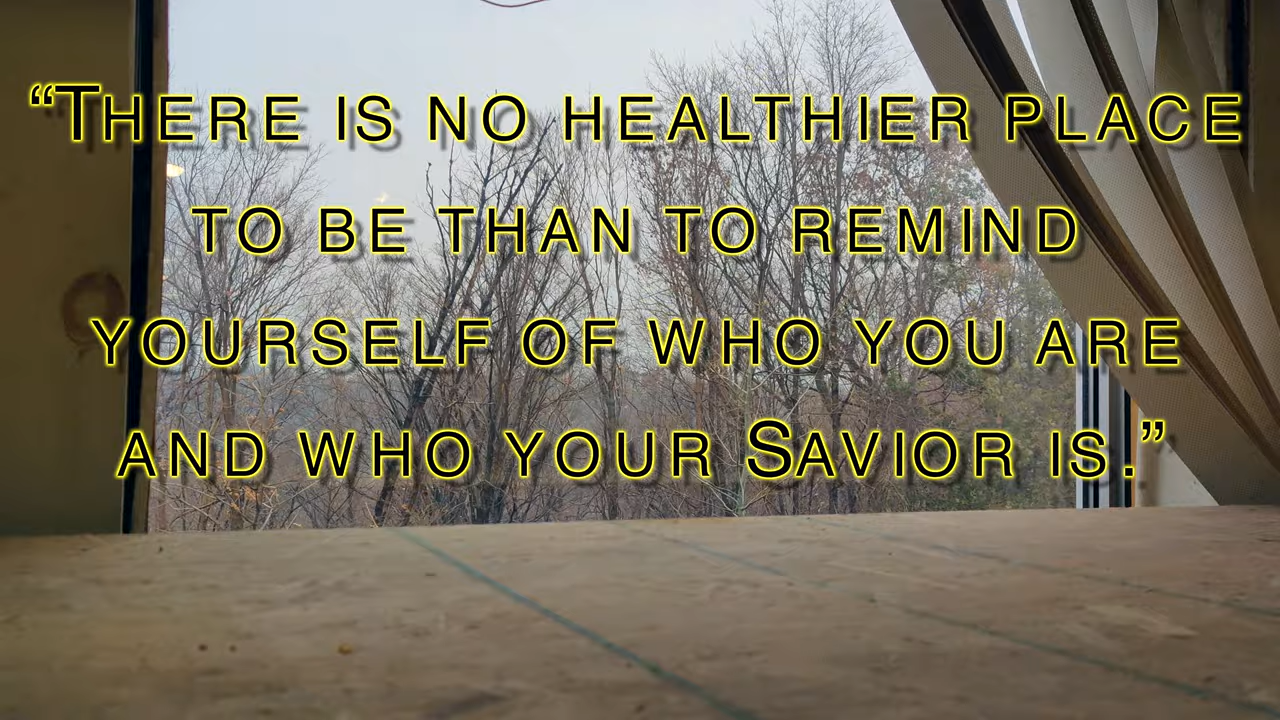 “There is no healthier place
to be than to remind
yourself of who you are
and who your Savior is.”